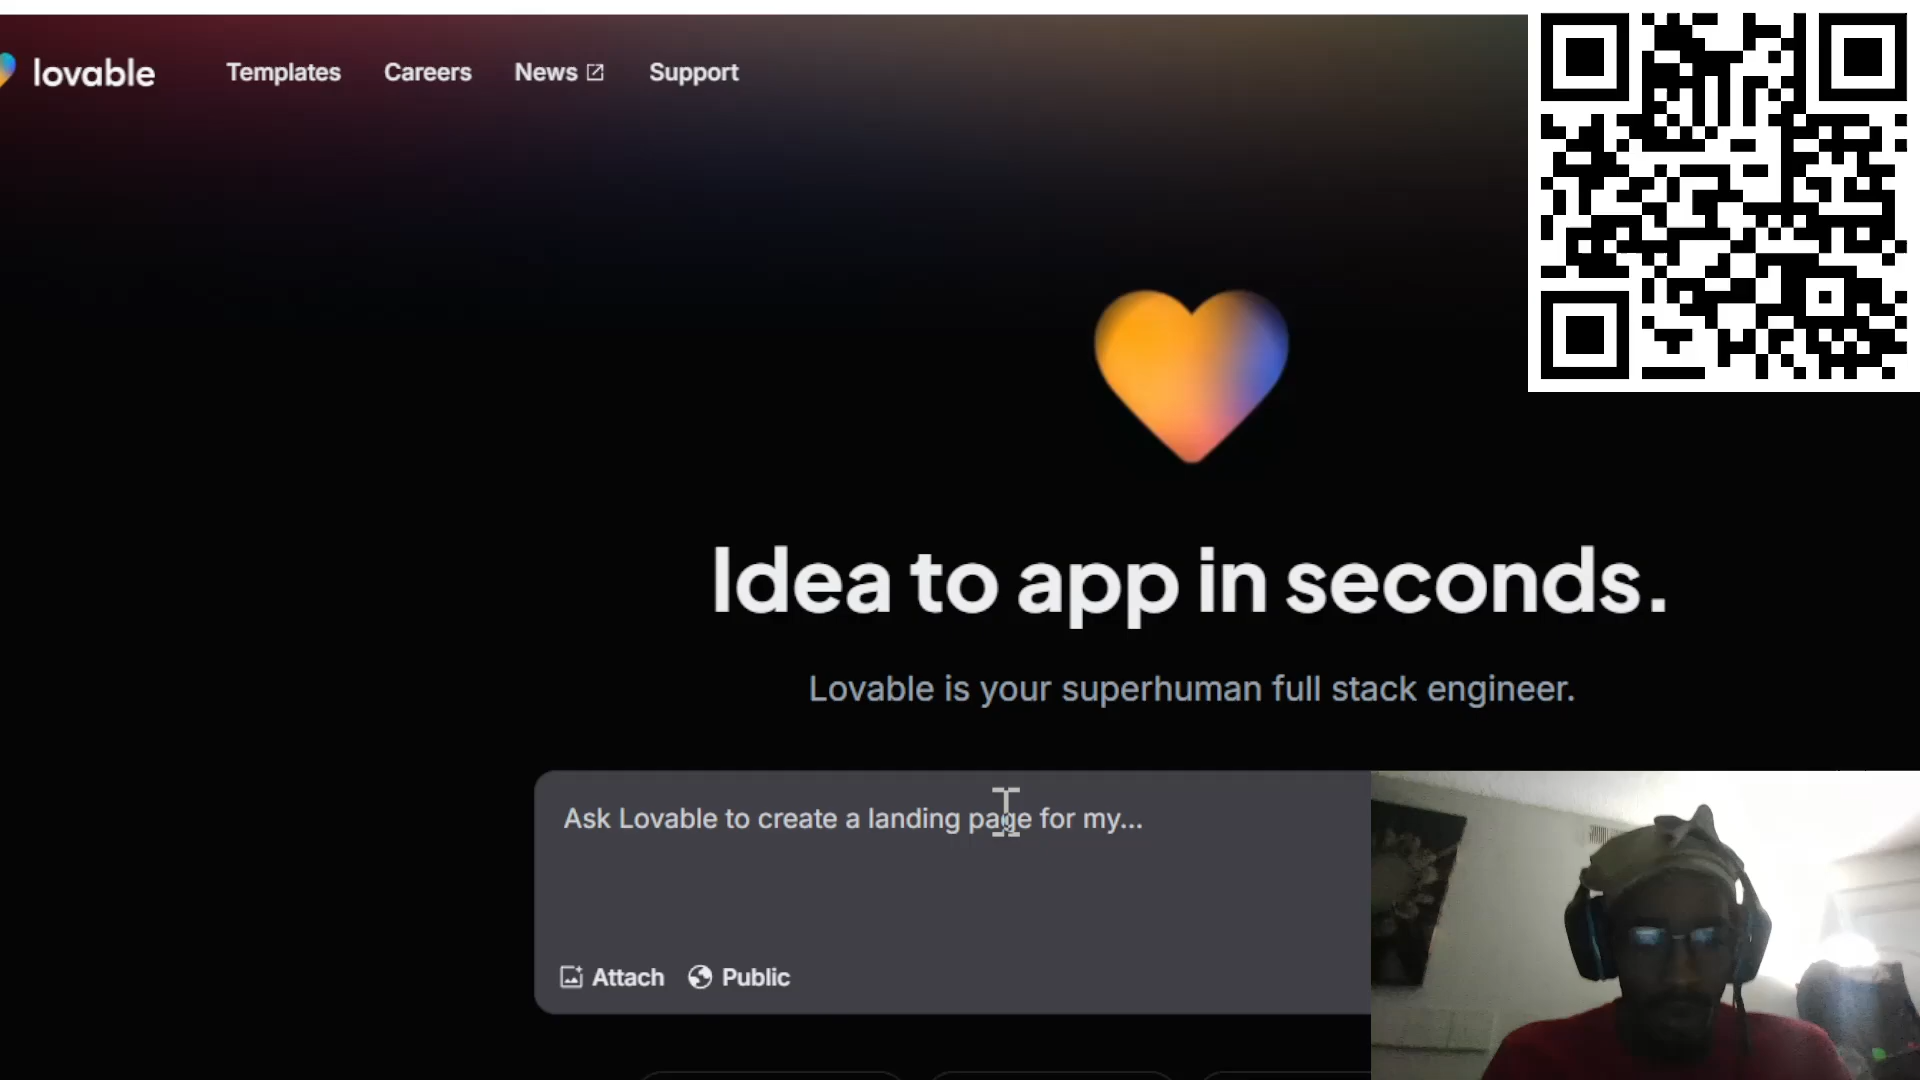 lovable
Templates
Careers
News
Support
Idea to app in seconds.
Lovable is your superhuman full stack engineer.
Ask Lovable to create a landing page for my...
Attach
Public